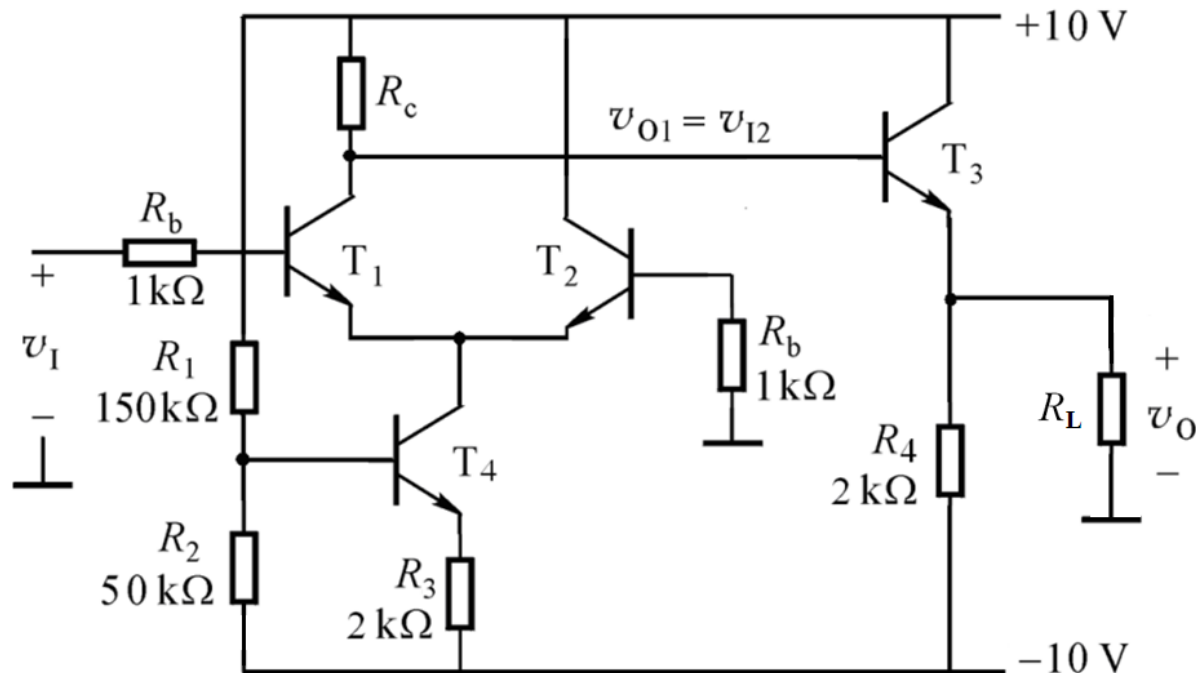 +10 V
Rc
vO1 = vI2
T3
Rb
1kΩ
T1
T2
+
vI
−
R1
150kΩ
Rb
1kΩ
+
RL
vO
−
T4
R4
2 kΩ
R2
50 kΩ
R3
2 kΩ
−10 V